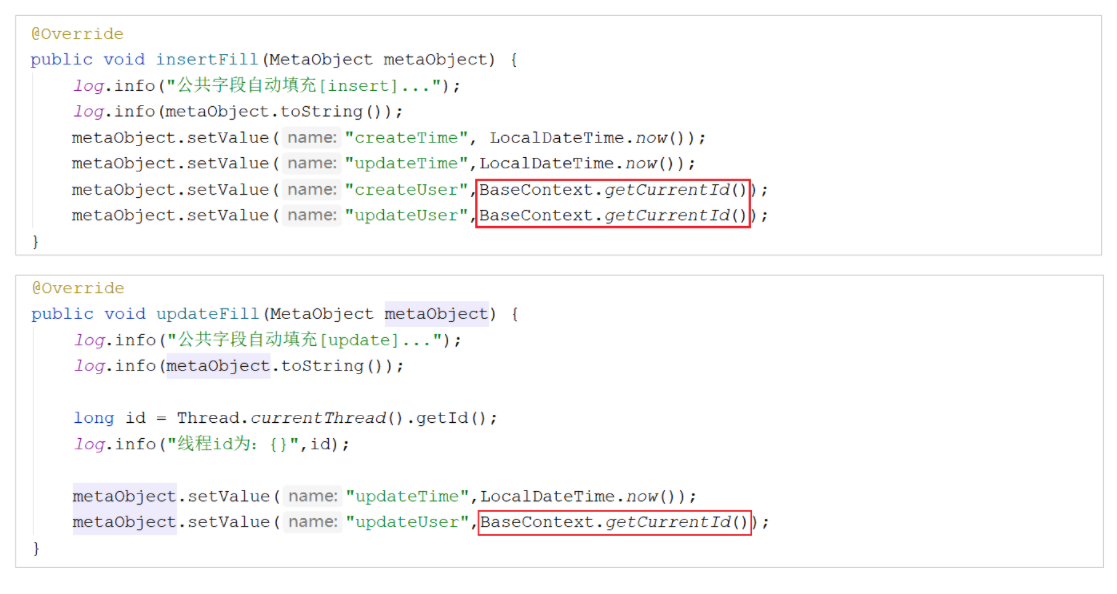 @Override
public void insertFill(MetaObject metaObject) {
log.info("公共字段自动填充[insert]...");
log.info(metaObject.toString());
metaObject.setValue( name: "createTime", LocalDateTime.now());
metaObject.setValue( name: "updateTime",LocalDateTime.now());
metaObject.setValue( name: "createUser",BaseContext.getCurrentId());
metaObject.setValue( name: "updateUser",BaseContext.getCurrentId());
}
@Override
public void updateFill(MetaObject metaObject) {
log.info("公共字段自动填充[update]...");
log.info(metaObject.toString());
long id = Thread.currentThread().getId();
log.info("线程id为：{}",id);
metaObject.setValue( name: "updateTime",LocalDateTime.now());
metaObject.setValue( name: "updateUser",BaseContext.getCurrentId());
}